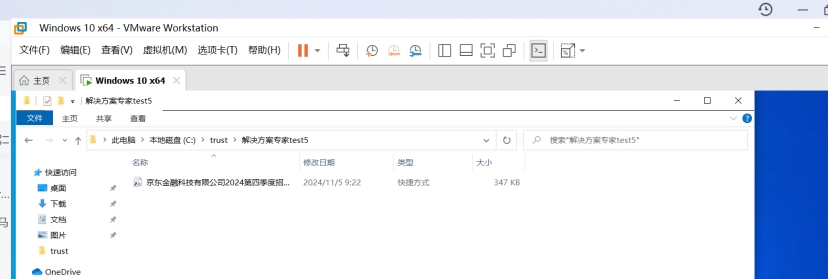 Windows 10 x64 - VMware Workstation
文件(F) 编辑(E) 查看(V) 虚拟机(M) 选项卡(T) 帮助(H)
主页 Windows 10 x64
解决方案专家test5
文件 主页 共享 查看
此电脑 > 本地磁盘 (C:) > trust > 解决方案专家test5 搜索"解决方案专家test5"
名称 修改日期 类型 大小
快速访问
京东金融科技有限公司2024第四季度招... 2024/11/5 9:22 快捷方式 347 KB
桌面
下载
文档
图片
trust
OneDrive
马